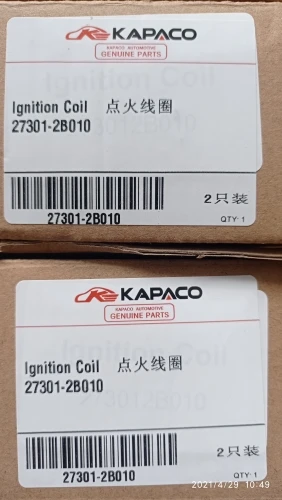 KAPACO
KAPACO AUTOMOTIVE
GENUINE PARTS
Ignition Coil 点火线圈
27301-2B010
27301-2B010
2只装
QTY: 1
KAPACO
KAPACO AUTOMOTIVE
GENUINE PARTS
Ignition Coil 点火线圈
27301-2B010
27301-2B010
2只装
QTY: 1
2021/4/29 10:49